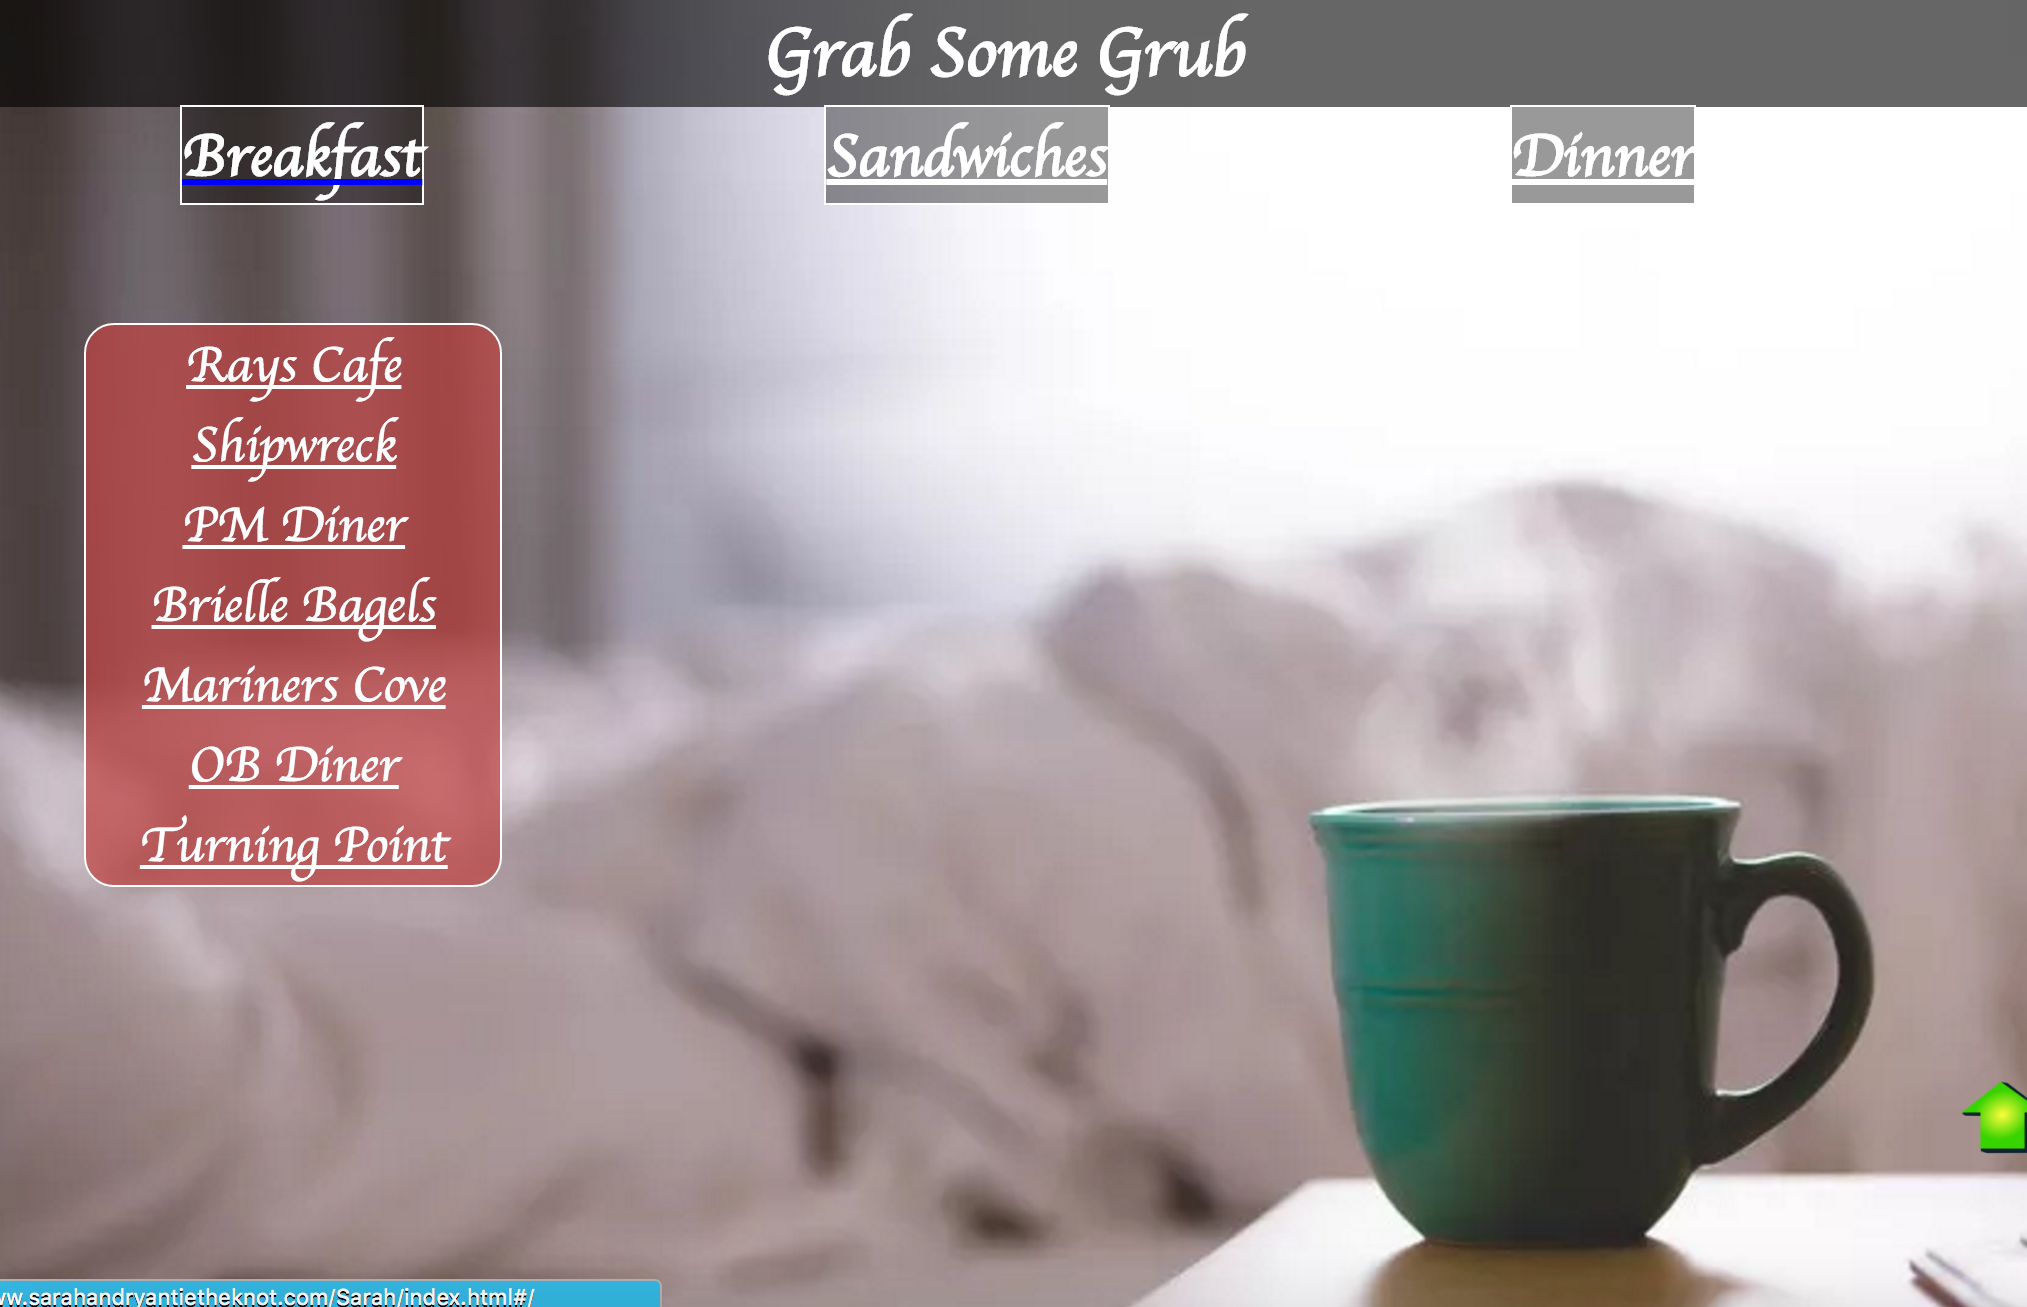 Grab Some Grub
Breakfast Sandwiches Dinner
Rays Cafe
Shipwreck
PM Diner
Brielle Bagels
Mariners Cove
OB Diner
Turning Point
w.sarahandryantietheknot.com/Sarah/index.html#/